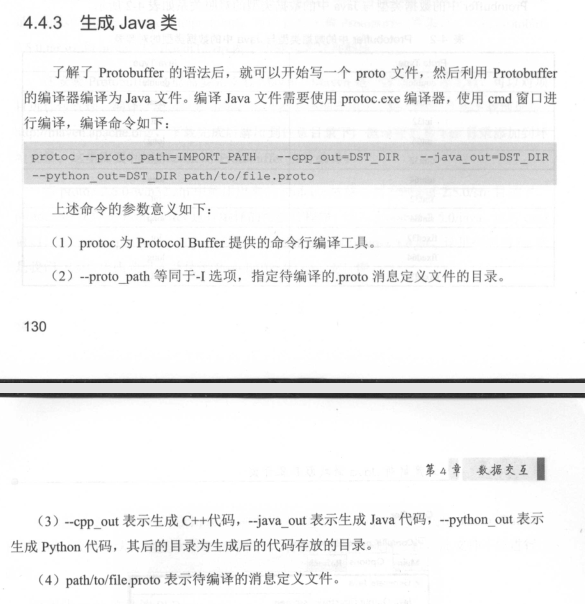 4.4.3 生成 Java 类
了解了 Protobuffer 的语法后，就可以开始写一个 proto 文件，然后利用 Protobuffer
的编译器编译为 Java 文件。编译 Java 文件需要使用 protoc.exe 编译器，使用 cmd 窗口进
行编译，编译命令如下：
protoc --proto_path=IMPORT_PATH --cpp_out=DST_DIR --java_out=DST_DIR
--python_out=DST_DIR path/to/file.proto
上述命令的参数意义如下：
（1）protoc 为 Protocol Buffer 提供的命令行编译工具。
（2）--proto_path 等同于-I 选项，指定待编译的.proto 消息定义文件的目录。
130
第 4 章 数据交互
（3）--cpp_out 表示生成 C++代码，--java_out 表示生成 Java 代码，--python_out 表示
生成 Python 代码，其后的目录为生成后的代码存放的目录。
（4）path/to/file.proto 表示待编译的消息定义文件。